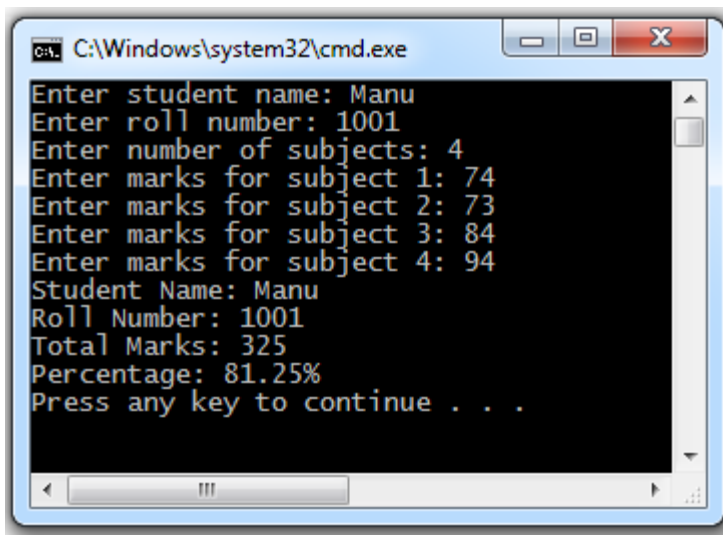 C:\Windows\system32\cmd.exe
Enter student name: Manu
Enter roll number: 1001
Enter number of subjects: 4
Enter marks for subject 1: 74
Enter marks for subject 2: 73
Enter marks for subject 3: 84
Enter marks for subject 4: 94
Student Name: Manu
Roll Number: 1001
Total Marks: 325
Percentage: 81.25%
Press any key to continue . . .